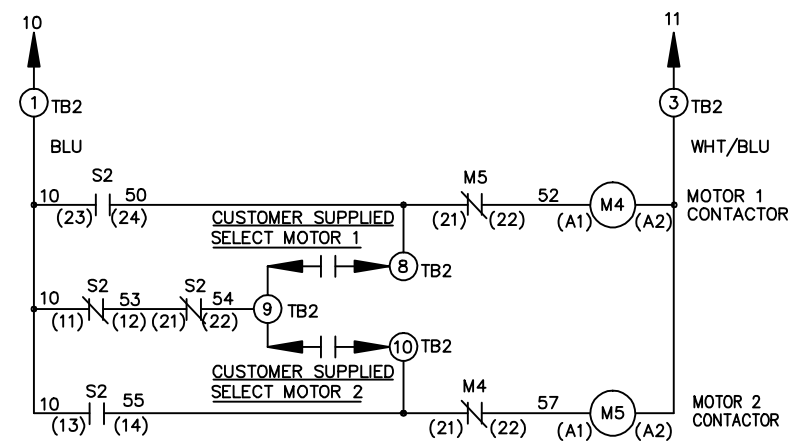 10 11
1 TB2 3 TB2
BLU WHT/BLU
S2 M5
10 50 52 M4 MOTOR 1
(23) (24) (21) (22) (A1) (A2) CONTACTOR
CUSTOMER SUPPLIED
SELECT MOTOR 1
8 TB2
S2 S2
10 53 54 9 TB2
(11) (12) (21) (22)
10 TB2
CUSTOMER SUPPLIED
SELECT MOTOR 2
S2 M4
10 55 57 M5 MOTOR 2
(13) (14) (21) (22) (A1) (A2) CONTACTOR